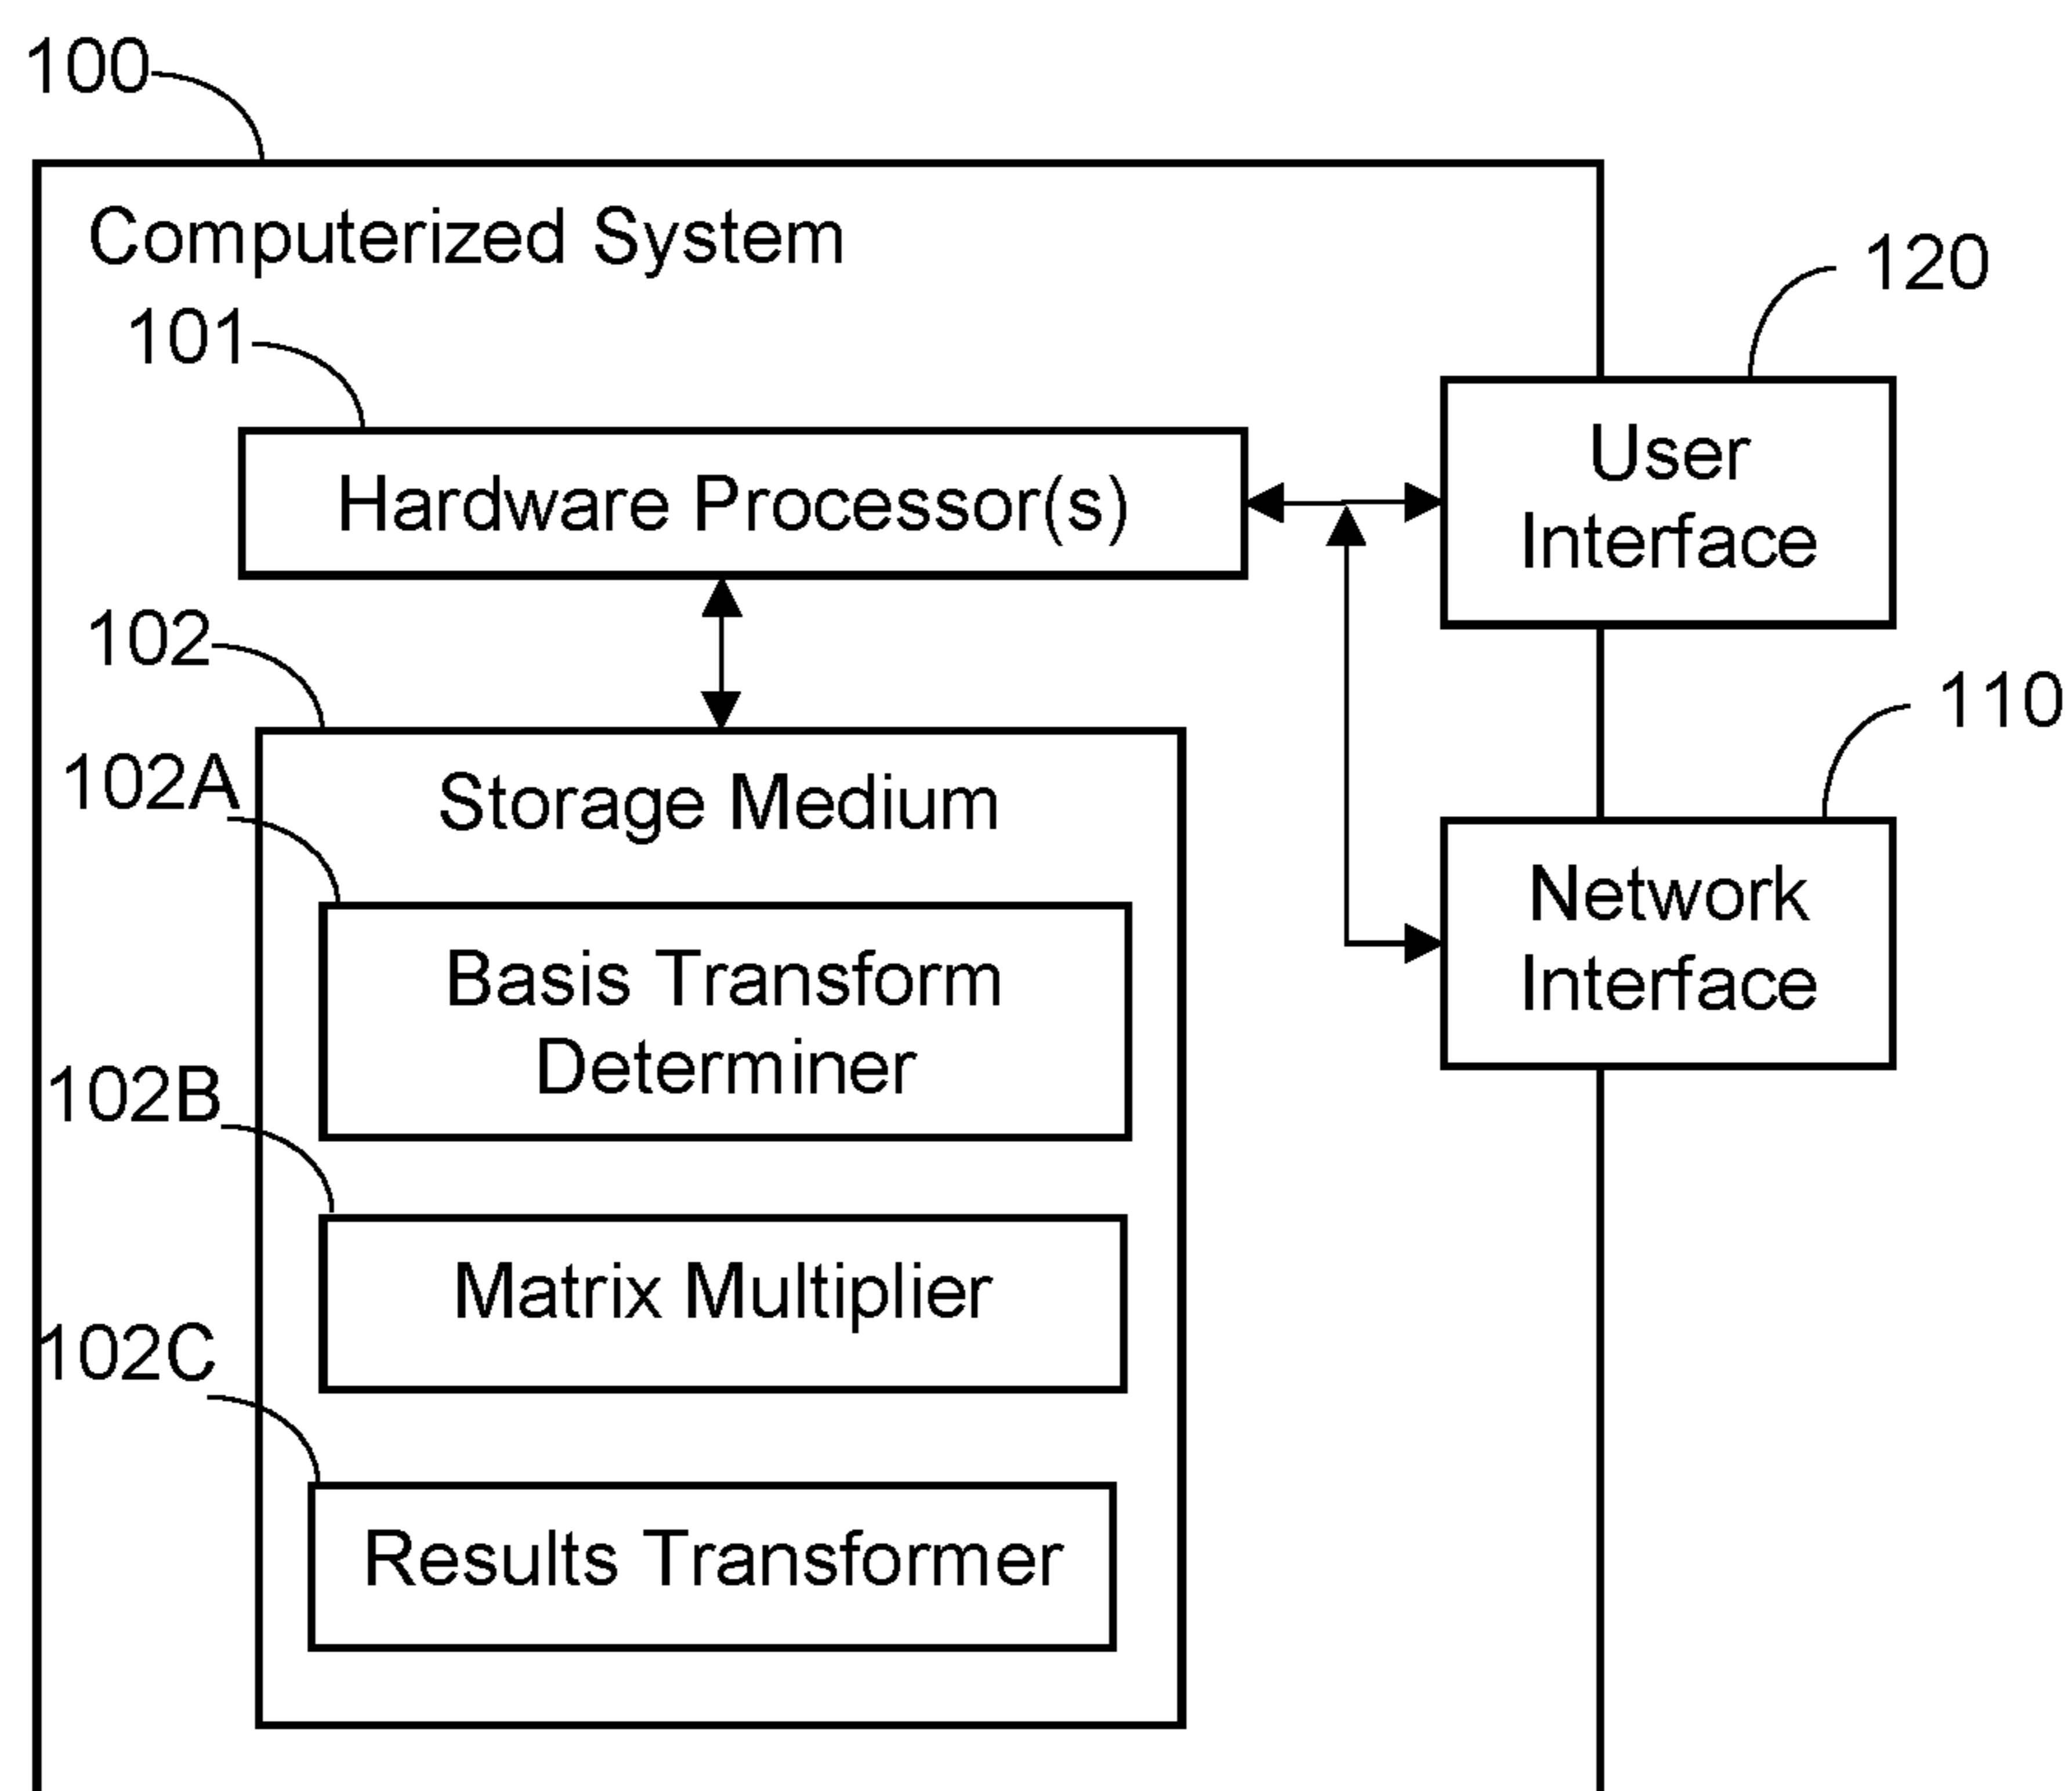 100
Computerized System
120
101
User
Interface
Hardware Processor(s)
102
110
102A
Storage Medium
Network
Interface
Basis Transform
Determiner
102B
Matrix Multiplier
102C
Results Transformer